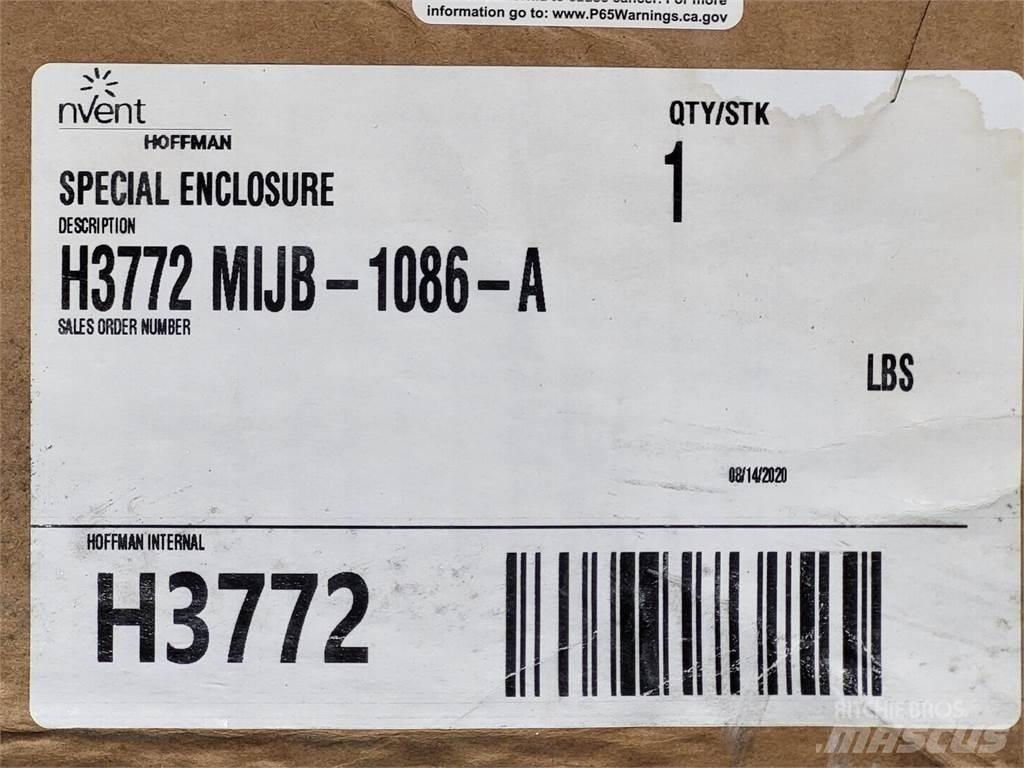 information go to: www.P65Warnings.ca.gov
nVent
HOFFMAN
QTY/STK
1
SPECIAL ENCLOSURE
DESCRIPTION
H3772 MIJB-1086-A
SALES ORDER NUMBER
LBS
08/14/2020
HOFFMAN INTERNAL
H3772
RITCHIE BROS.
MASCUS